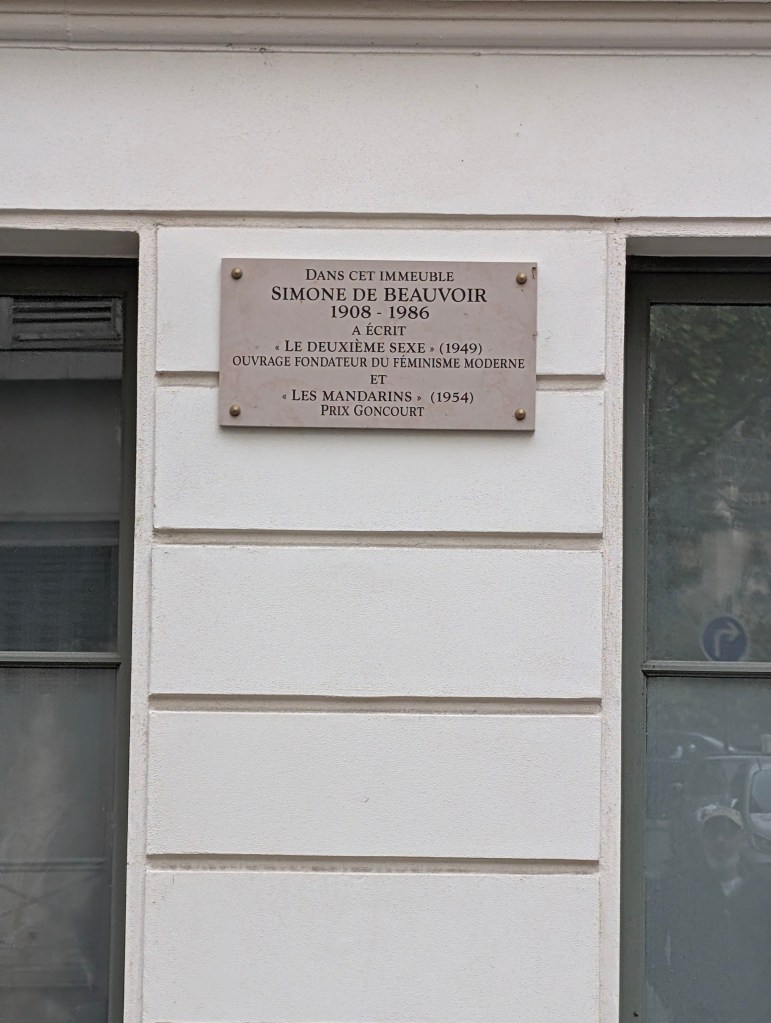 DANS CET IMMEUBLE
SIMONE DE BEAUVOIR
1908 - 1986
A ÉCRIT
« LE DEUXIÈME SEXE » (1949)
OUVRAGE FONDATEUR DU FÉMINISME MODERNE
ET
« LES MANDARINS » (1954)
PRIX GONCOURT